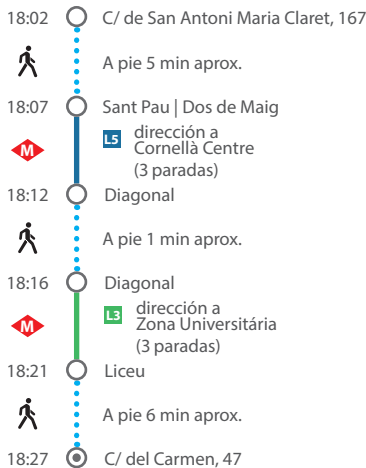 18:02 C/ de San Antoni Maria Claret, 167
A pie 5 min aprox.
18:07 Sant Pau | Dos de Maig
M L5 dirección a
Cornellà Centre
(3 paradas)
18:12 Diagonal
A pie 1 min aprox.
18:16 Diagonal
M L3 dirección a
Zona Universitária
(3 paradas)
18:21 Liceu
A pie 6 min aprox.
18:27 C/ del Carmen, 47